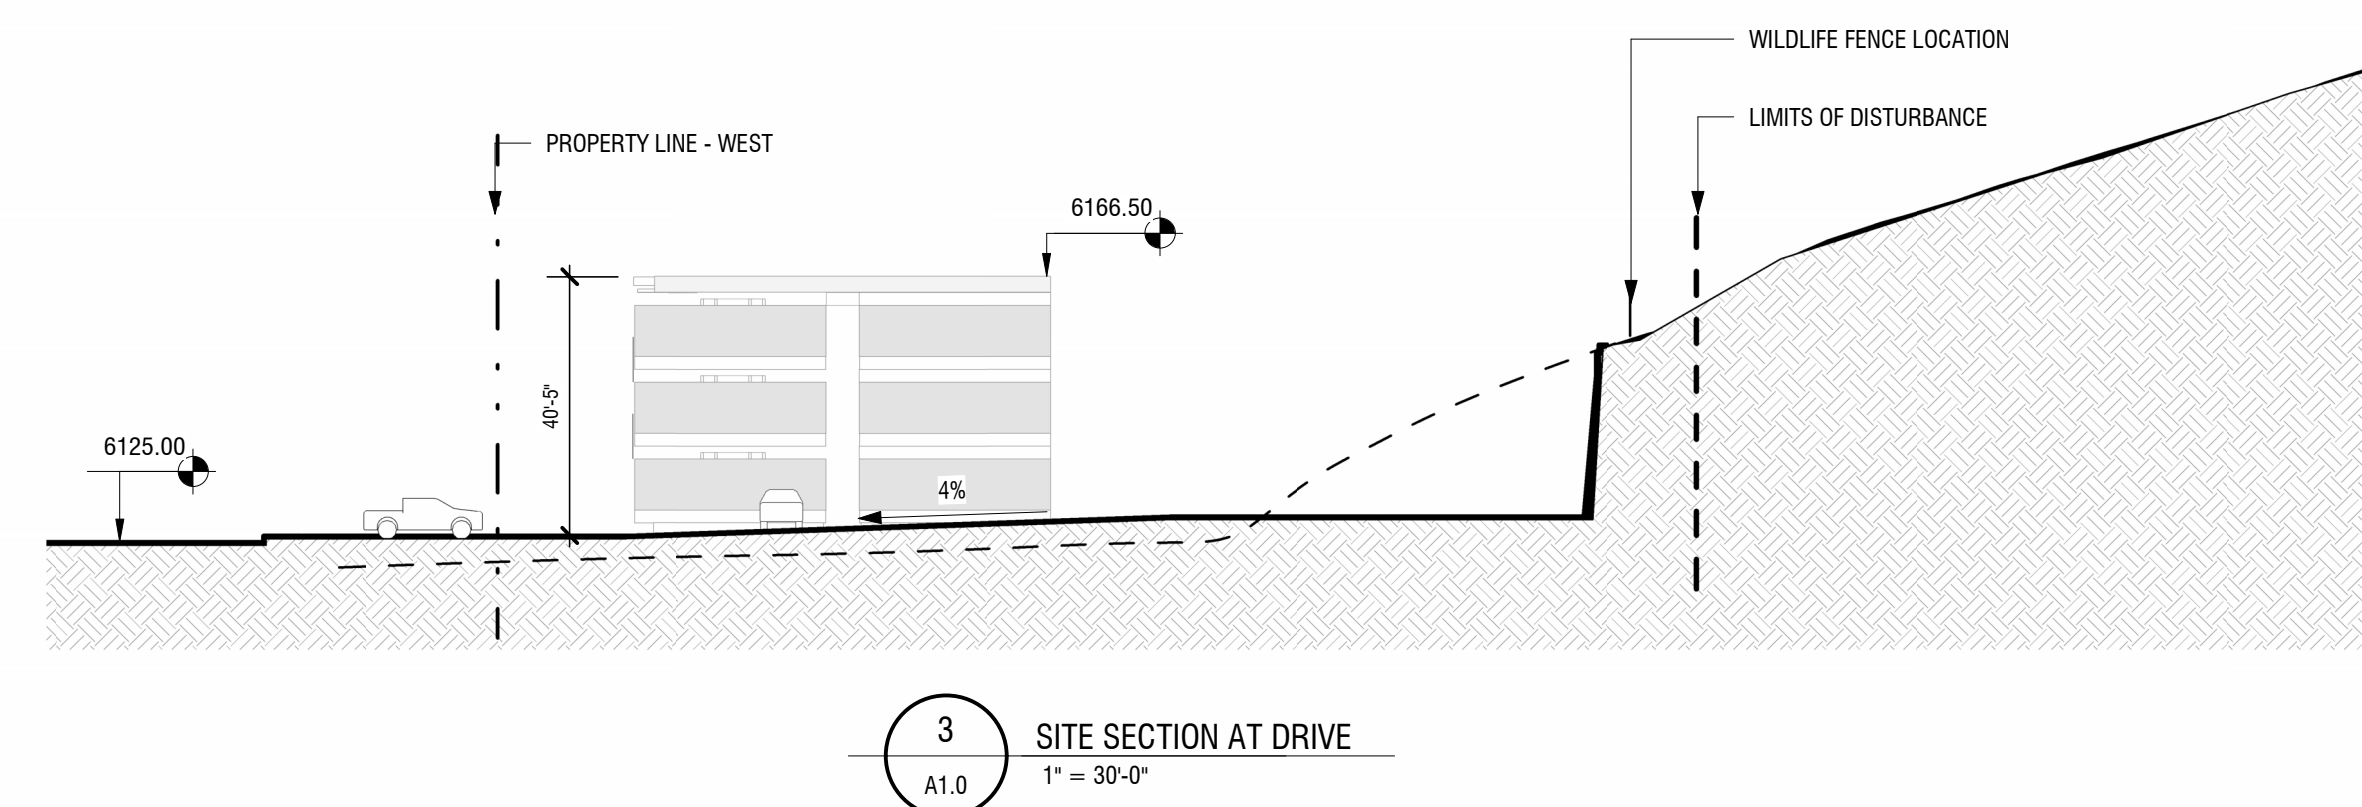 WILDLIFE FENCE LOCATION
LIMITS OF DISTURBANCE
PROPERTY LINE - WEST
6166.50
40'-5"
6125.00
4%
3
A1.0
SITE SECTION AT DRIVE
1" = 30'-0"